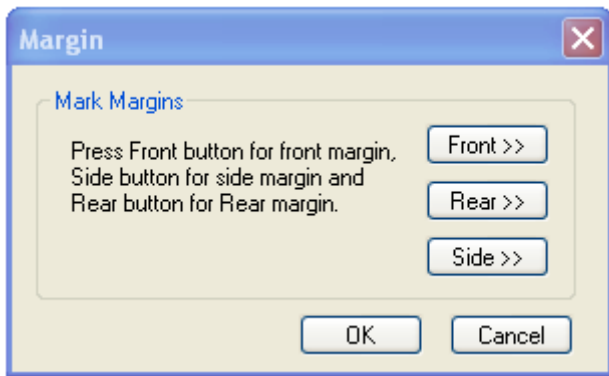 Margin
Mark Margins
Press Front button for front margin,
Side button for side margin and
Rear button for Rear margin.
Front >>
Rear >>
Side >>
OK
Cancel